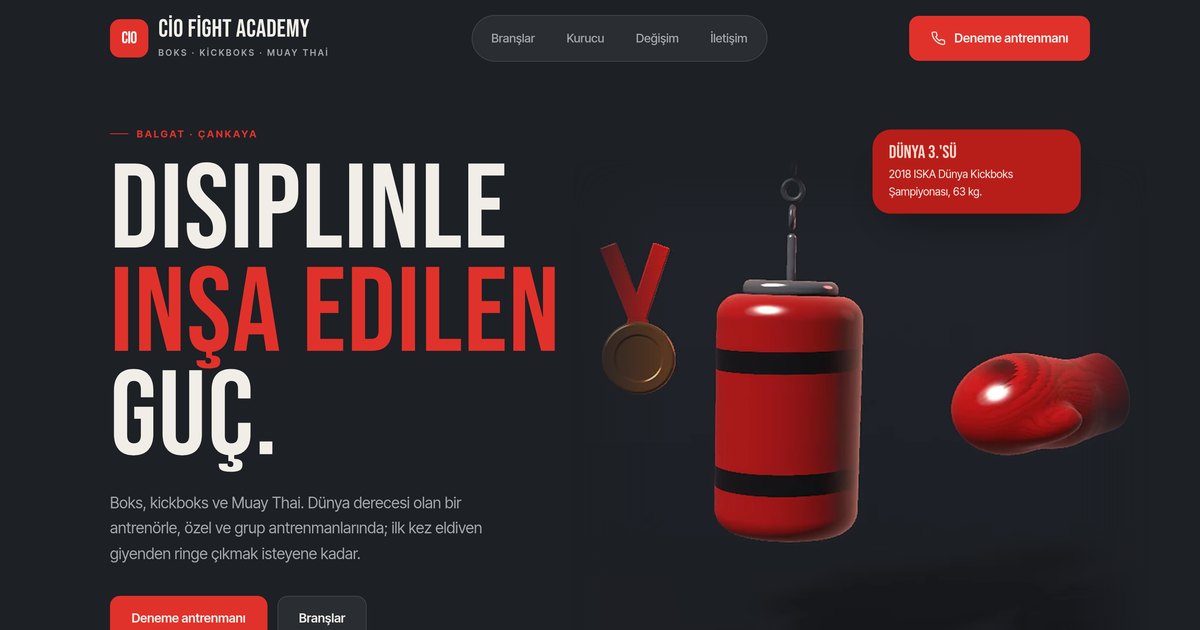 CİO
CİO FİGHT ACADEMY
BOKS · KİCKBOKS · MUAY THAİ
Branşlar
Kurucu
Değişim
İletişim
Deneme antrenmanı
BALGAT · ÇANKAYA
DISIPLINLE
INŞA EDILEN
GUÇ.
DÜNYA 3.'SÜ
2018 ISKA Dünya Kickboks
Şampiyonası, 63 kg.
Boks, kickboks ve Muay Thai. Dünya derecesi olan bir
antrenörle, özel ve grup antrenmanlarında; ilk kez eldiven
giyenden ringe çıkmak isteyene kadar.
Deneme antrenmanı
Branşlar